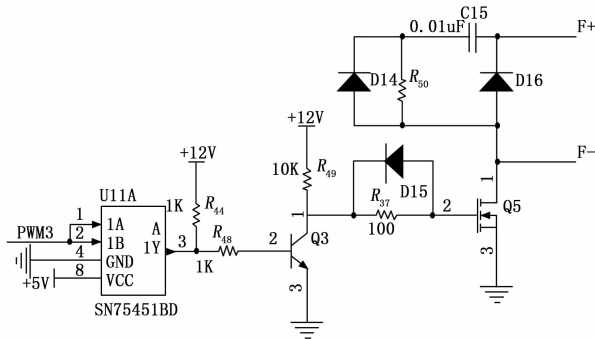 C15
0.01uF
F+
D14
R50
D16
+12V
F−
+12V
10K
R49
D15
1
U11A
1K
R44
R37
2
Q5
1
1
1A
A
100
PWM3
2
1B
1Y
3
R48
2
Q3
4
GND
1K
3
8
VCC
+5V
3
SN75451BD